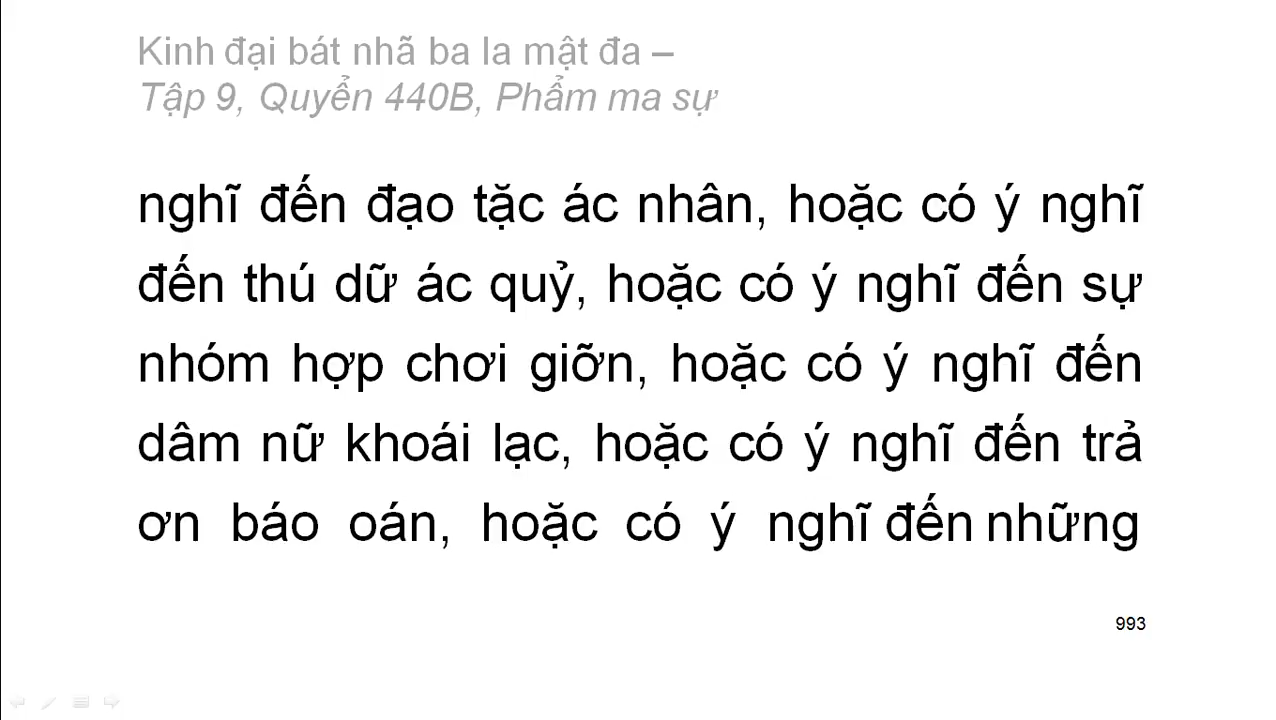 Kinh đại bát nhã ba la mật đa –
Tập 9, Quyển 440B, Phẩm ma sự
nghĩ đến đạo tặc ác nhân, hoặc có ý nghĩ
đến thú dữ ác quỷ, hoặc có ý nghĩ đến sự
nhóm hợp chơi giỡn, hoặc có ý nghĩ đến
dâm nữ khoái lạc, hoặc có ý nghĩ đến trả
ơn báo oán, hoặc có ý nghĩ đến những
993